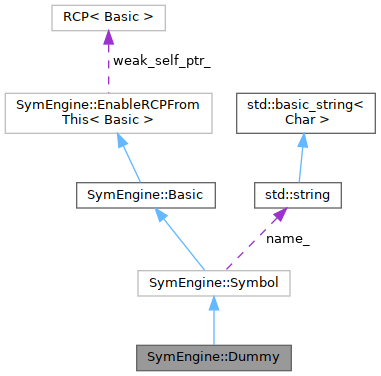 RCP< Basic >
weak_self_ptr_
SymEngine::EnableRCPFrom
This< Basic >
std::basic_string<
Char >
SymEngine::Basic
std::string
name_
SymEngine::Symbol
SymEngine::Dummy